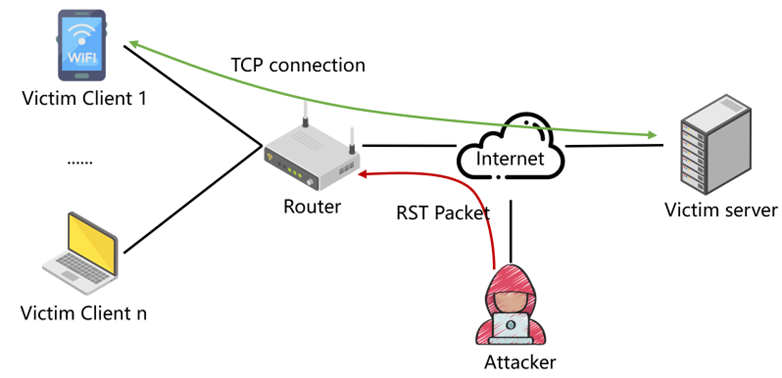 WIFI
TCP connection
Victim Client 1
......
Internet
Router
RST Packet
Victim server
Victim Client n
Attacker